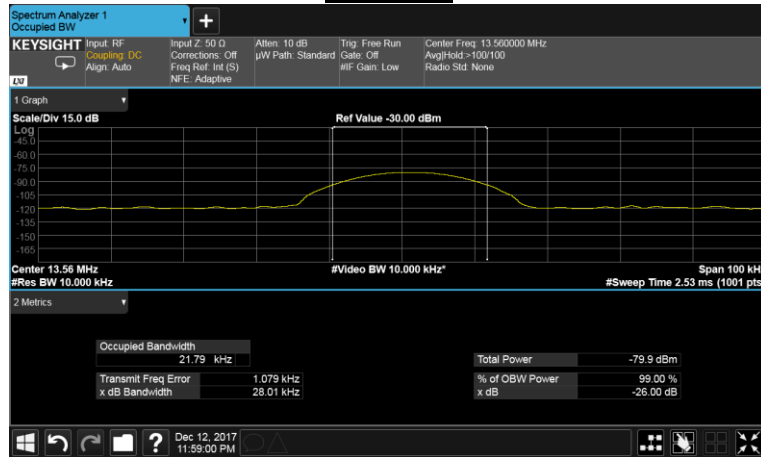 Spectrum Analyzer 1
Occupied BW
+
KEYSIGHT
Input: RF
Coupling: DC
Align: Auto
Input Z: 50 Ω
Corrections: Off
Freq Ref: Int (S)
NFE: Adaptive
Atten: 10 dB
µW Path: Standard
Trig: Free Run
Gate: Off
#IF Gain: Low
Center Freq: 13.560000 MHz
Avg|Hold:>100/100
Radio Std: None
LXI
1 Graph
Scale/Div 15.0 dB
Ref Value -30.00 dBm
Log
-45.0
-60.0
-75.0
-90.0
-105
-120
-135
-150
-165
Center 13.56 MHz
#Video BW 10.000 kHz*
Span 100 kH
#Res BW 10.000 kHz
#Sweep Time 2.53 ms (1001 pts
2 Metrics
Occupied Bandwidth
21.79 kHz
Total Power -79.9 dBm
Transmit Freq Error 1.079 kHz
% of OBW Power 99.00 %
x dB Bandwidth 28.01 kHz
x dB -26.00 dB
?
Dec 12, 2017
11:59:00 PM